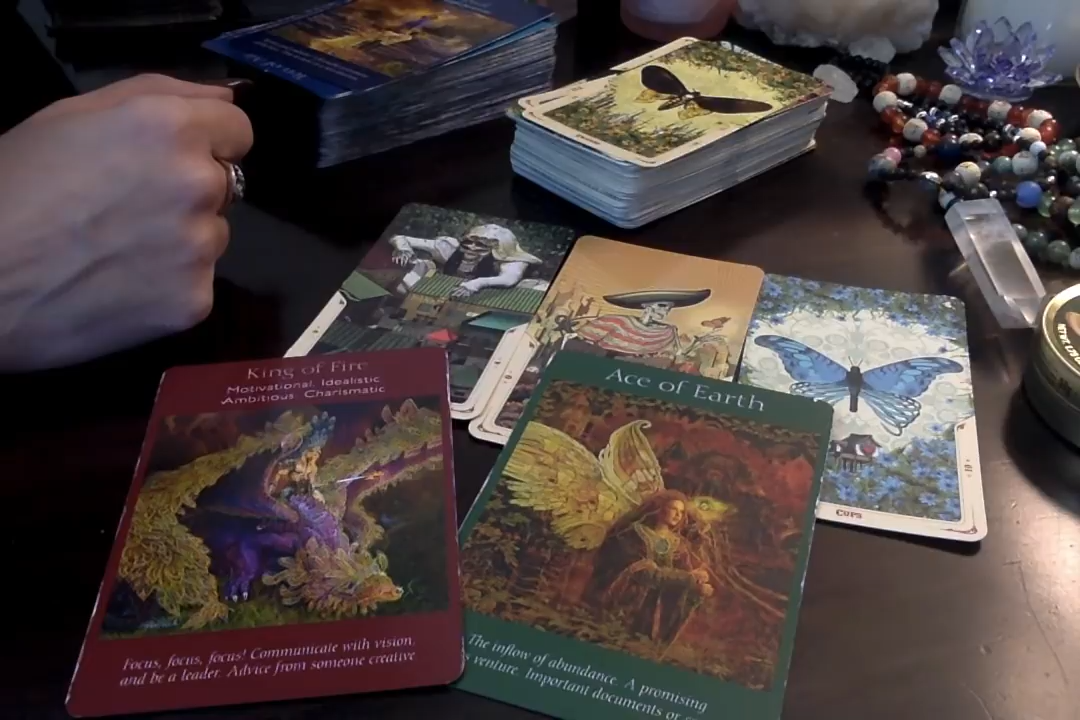 King of Fire
Motivational, Idealistic
Ambitious Charismatic
Focus, focus, focus! Communicate with vision,
and be a leader. Advice from someone creative
Ace of Earth
The inflow of abundance. A promising
venture. Important documents or
CUPS